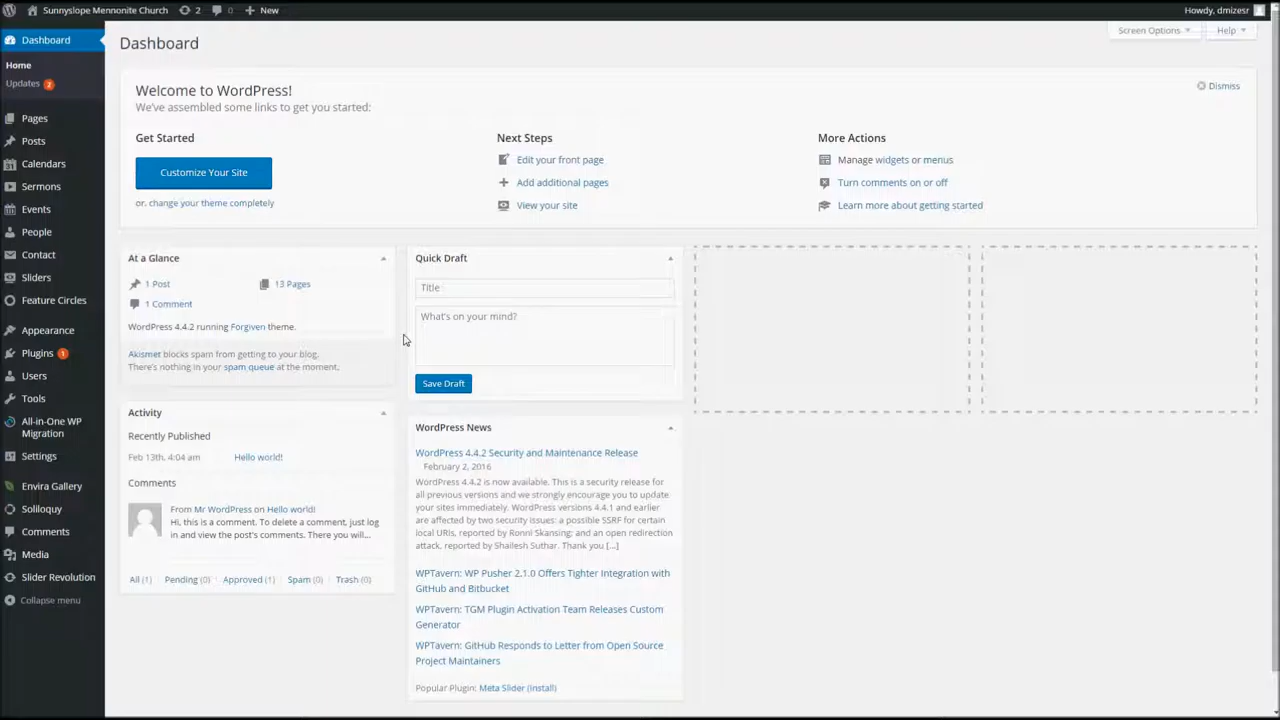 Sunnyslope Mennonite Church 2 0 New Howdy, dmizesr
Dashboard
Home
Updates 2
Pages
Posts
Calendars
Sermons
Events
People
Contact
Sliders
Feature Circles
Appearance
Plugins 1
Users
Tools
All-in-One WP
Migration
Settings
Envira Gallery
Soliloquy
Comments
Media
Slider Revolution
Collapse menu
Dashboard
Screen Options Help
Welcome to WordPress!
Dismiss
We've assembled some links to get you started:
Get Started
Customize Your Site
or, change your theme completely
Next Steps
Edit your front page
Add additional pages
View your site
More Actions
Manage widgets or menus
Turn comments on or off
Learn more about getting started
At a Glance
1 Post 13 Pages
1 Comment
WordPress 4.4.2 running Forgiven theme.
Akismet blocks spam from getting to your blog.
There's nothing in your spam queue at the moment.
Activity
Recently Published
Feb 13th, 4:04 am Hello world!
Comments
From Mr WordPress on Hello world!
Hi, this is a comment. To delete a comment, just log
in and view the post's comments. There you will...
All (1) Pending (0) Approved (1) Spam (0) Trash (0)
Quick Draft
Title
What's on your mind?
Save Draft
WordPress News
WordPress 4.4.2 Security and Maintenance Release
February 2, 2016
WordPress 4.4.2 is now available. This is a security release for
all previous versions and we strongly encourage you to update
your sites immediately. WordPress versions 4.4.1 and earlier
are affected by two security issues: a possible SSRF for certain
local URIs, reported by Ronni Skansing; and an open redirection
attack, reported by Shailesh Suthar. Thank you [...]
WPTavern: WP Pusher 2.1.0 Offers Tighter Integration with
GitHub and Bitbucket
WPTavern: TGM Plugin Activation Team Releases Custom
Generator
WPTavern: GitHub Responds to Letter from Open Source
Project Maintainers
Popular Plugin: Meta Slider (Install)